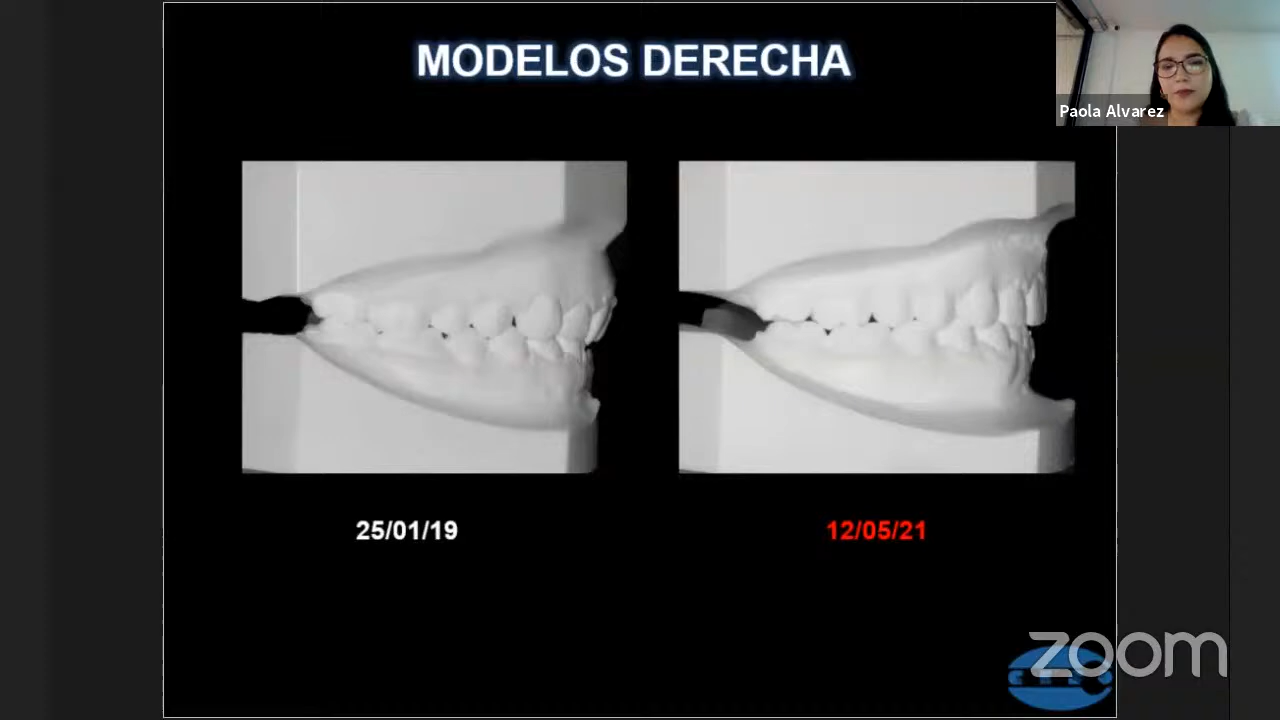 MODELOS DERECHA
Paola Alvarez
25/01/19
12/05/21
zoom